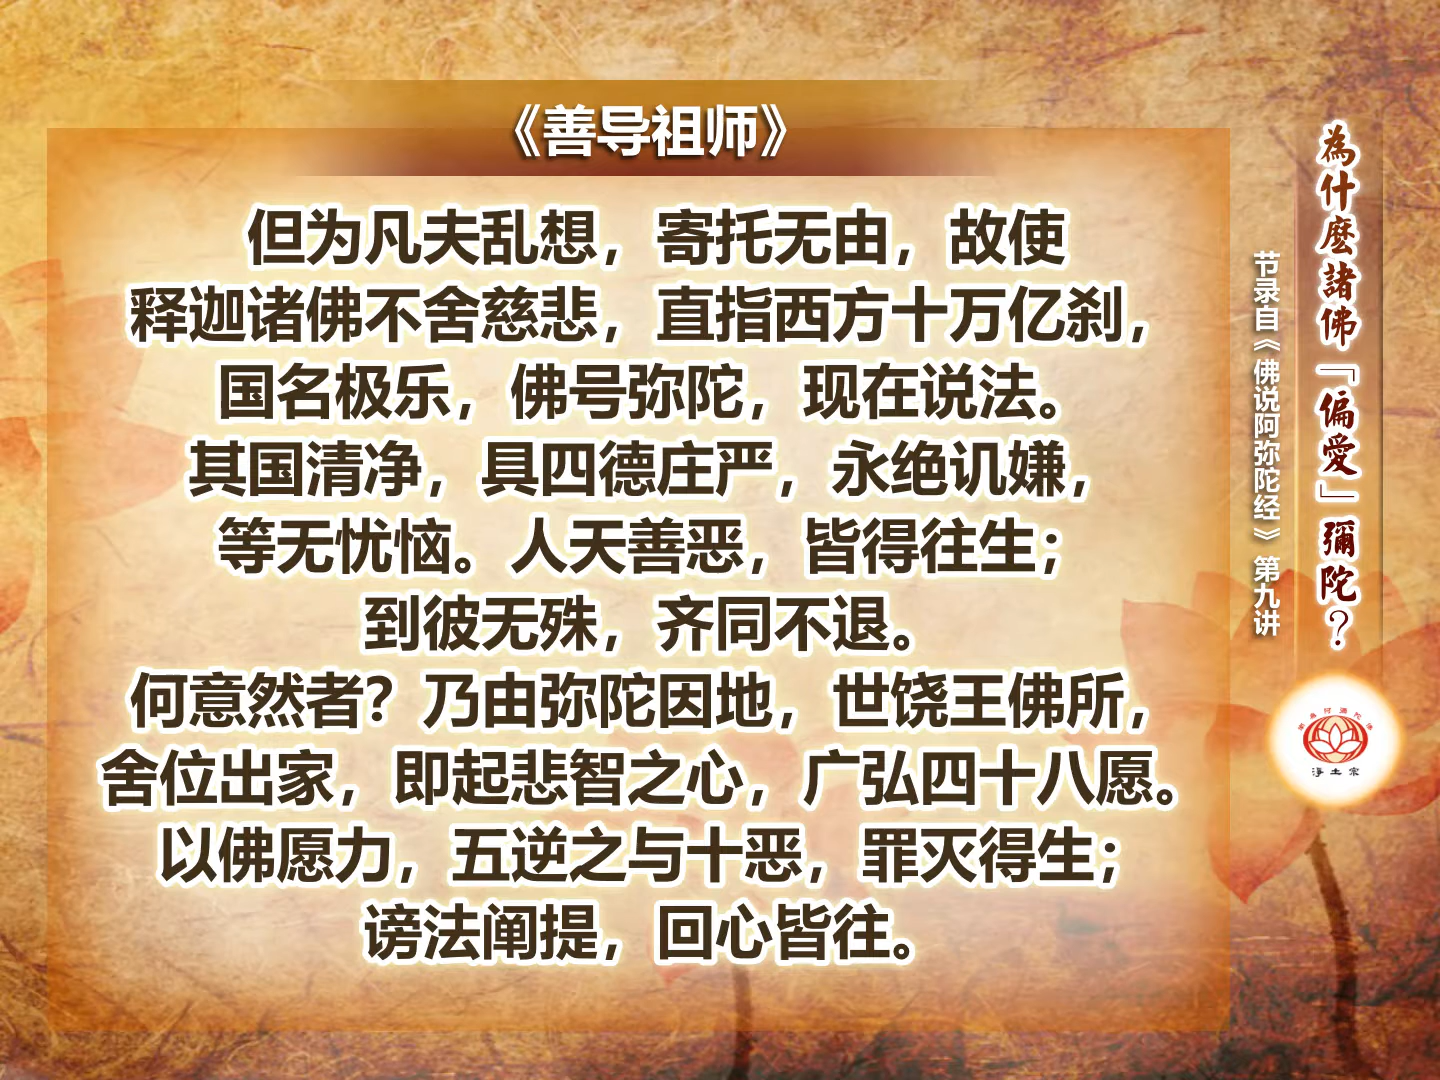 《善导祖师》
但为凡夫乱想，寄托无由，故使
释迦诸佛不舍慈悲，直指西方十万亿刹，
国名极乐，佛号弥陀，现在说法。
其国清净，具四德庄严，永绝讥嫌，
等无忧恼。人天善恶，皆得往生；
到彼无殊，齐同不退。
何意然者？乃由弥陀因地，世饶王佛所，
舍位出家，即起悲智之心，广弘四十八愿。
以佛愿力，五逆之与十恶，罪灭得生；
谤法阐提，回心皆往。
為什麽諸佛「偏愛」彌陀？
节录自《佛说阿弥陀经》第九讲
南無阿彌陀佛
淨土宗